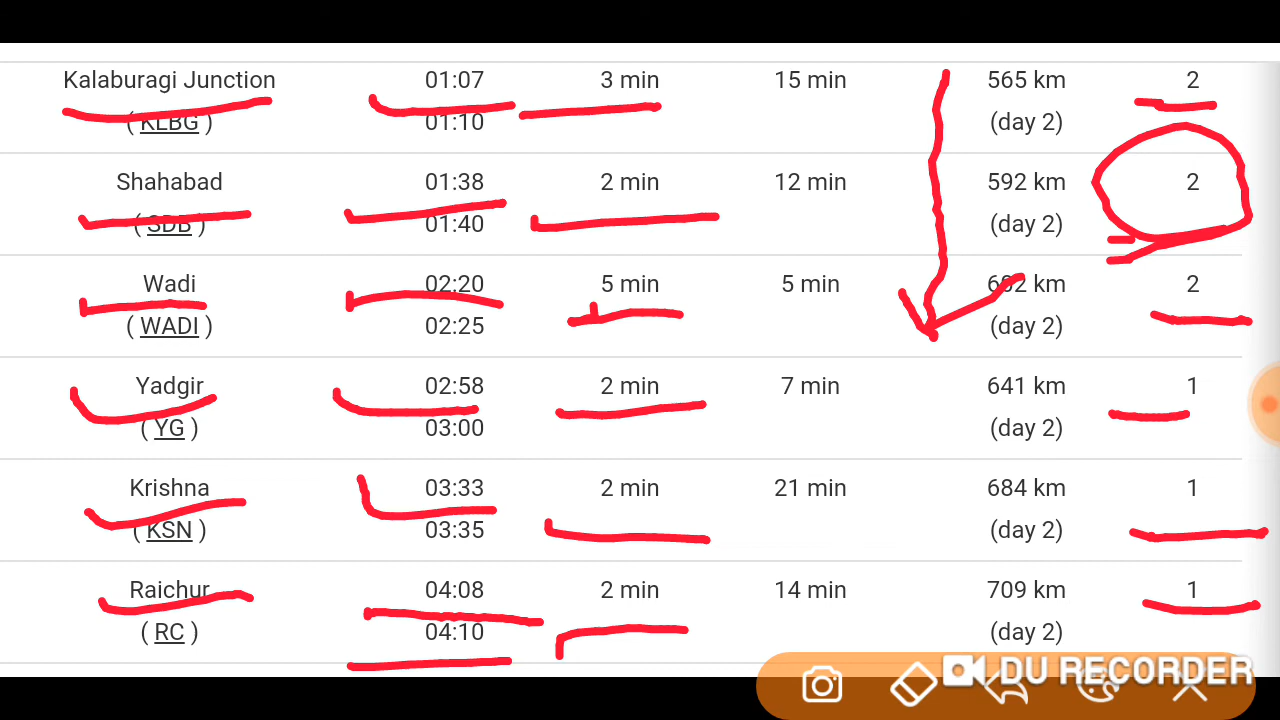 Kalaburagi Junction 01:07 3 min 15 min 565 km 2
( KLBG ) 01:10 (day 2)
Shahabad 01:38 2 min 12 min 592 km 2
( SDB ) 01:40 (day 2)
Wadi 02:20 5 min 5 min km 2
( WADI ) 02:25 (day 2)
Yadgir 02:58 2 min 7 min 641 km 1
( YG ) 03:00 (day 2)
Krishna 03:33 2 min 21 min 684 km 1
( KSN ) 03:35 (day 2)
Raichur 04:08 2 min 14 min 709 km 1
( RC ) 04:10 (day 2)
DU RECORDER